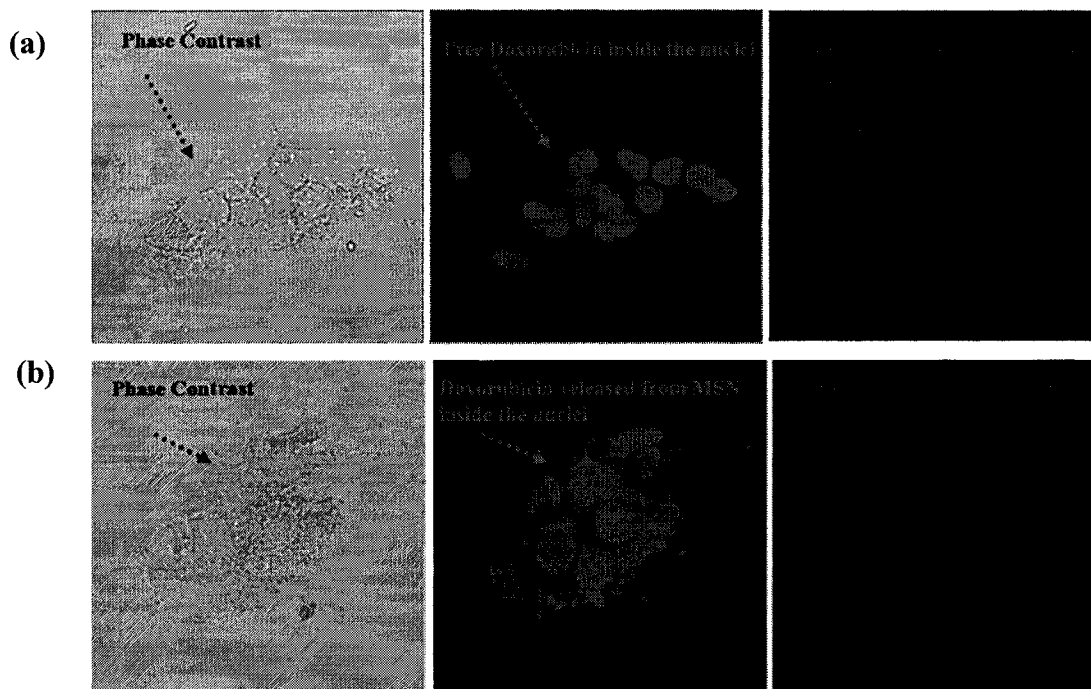 (a)
Phase Contrast
Free Doxorubicin inside the nuclei
(b)
Phase Contrast
Doxorubicin released from MSN
inside the nuclei